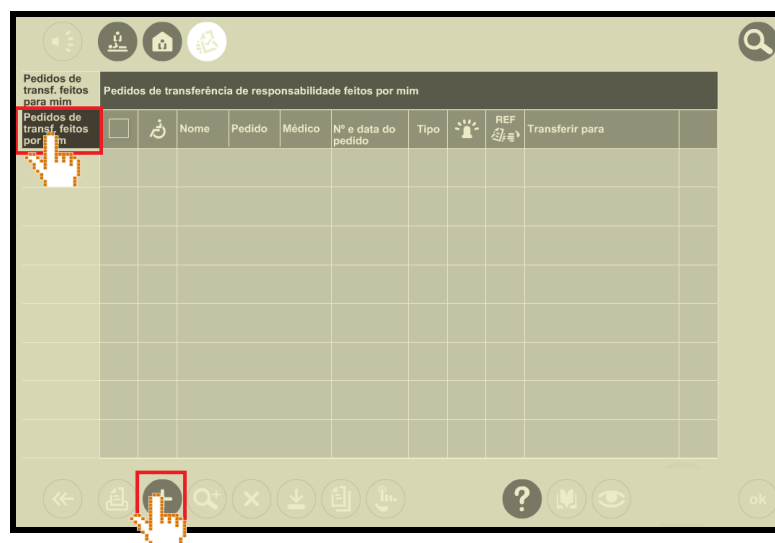 Pedidos de
transf. feitos
para mim
Pedidos de transferência de responsabilidade feitos por mim
Pedidos de
transf. feitos
por mim
Nome
Pedido
Médico
Nº e data do
pedido
Tipo
REF
Transferir para
?
ok